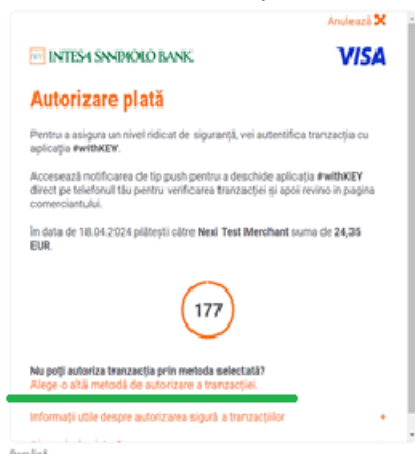 Anulează
INTESA SANPAOLO BANK
VISA
Autorizare plată
Pentru a asigura un nivel ridicat de siguranță, vei autentifica tranzacția cu
aplicația #withKEY.
Accesează notificarea de tip push pentru a deschide aplicația #withKEY
direct pe telefonul tău pentru verificarea tranzacției și apoi revino in pagina
comerciantului.
În data de 18.04.2024 plătești către Nexi Test Merchant suma de 24,35
EUR.
177
Nu poți autoriza tranzacția prin metoda selectată?
Alege o altă metodă de autorizare a tranzacției.
Informații utile despre autorizarea sigură a tranzacțiilor +